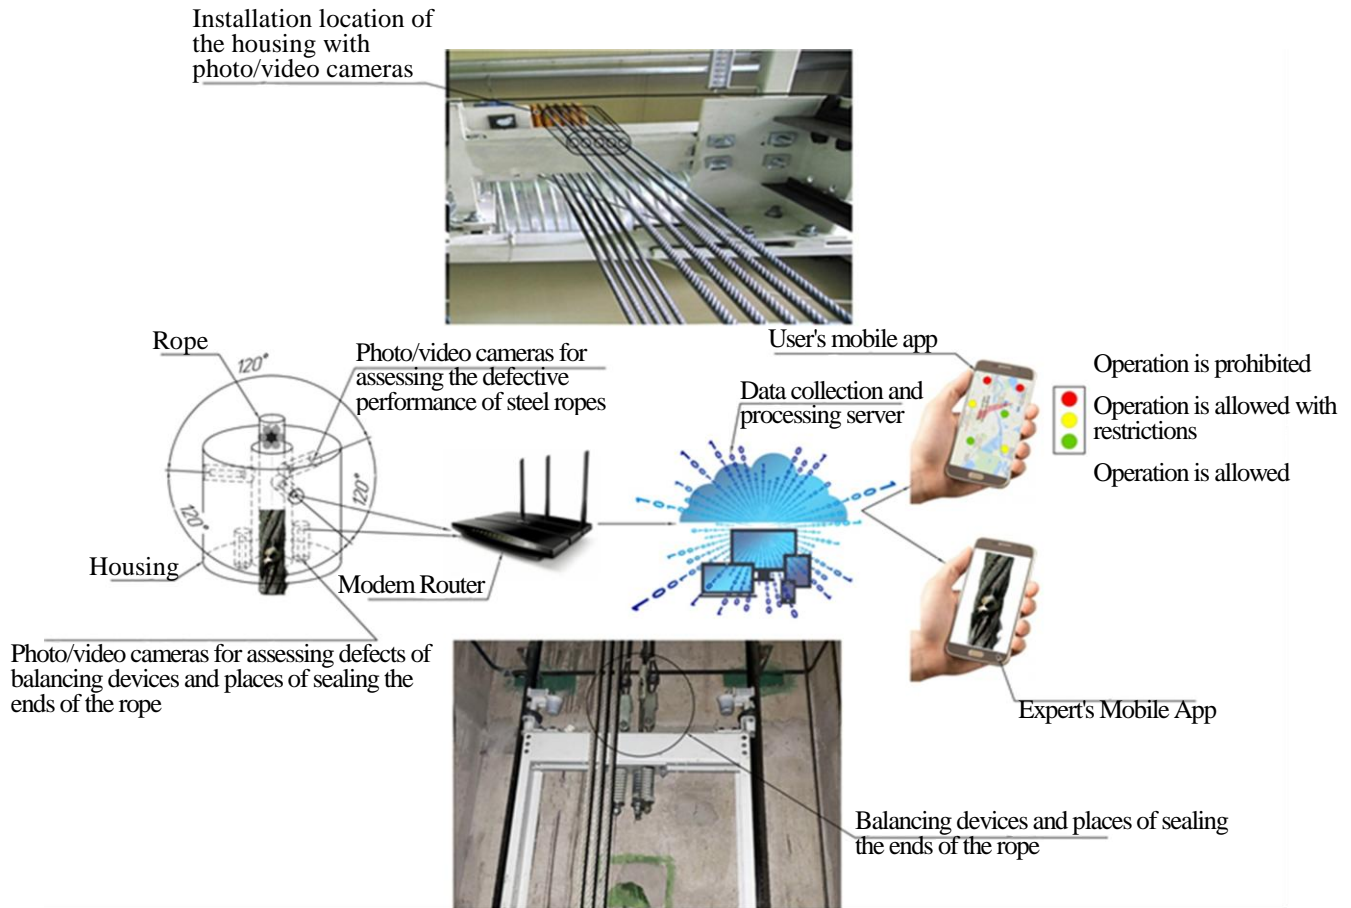 Installation location of
the housing with
photo/video cameras
Rope
120°
120°
120°
Housing
Photo/video cameras for
assessing the defective
performance of steel ropes
Modem Router
Photo/video cameras for assessing defects of
balancing devices and places of sealing the
ends of the rope
Data collection and
processing server
User's mobile app
Operation is prohibited
Operation is allowed with
restrictions
Operation is allowed
Expert's Mobile App
Balancing devices and places of sealing
the ends of the rope